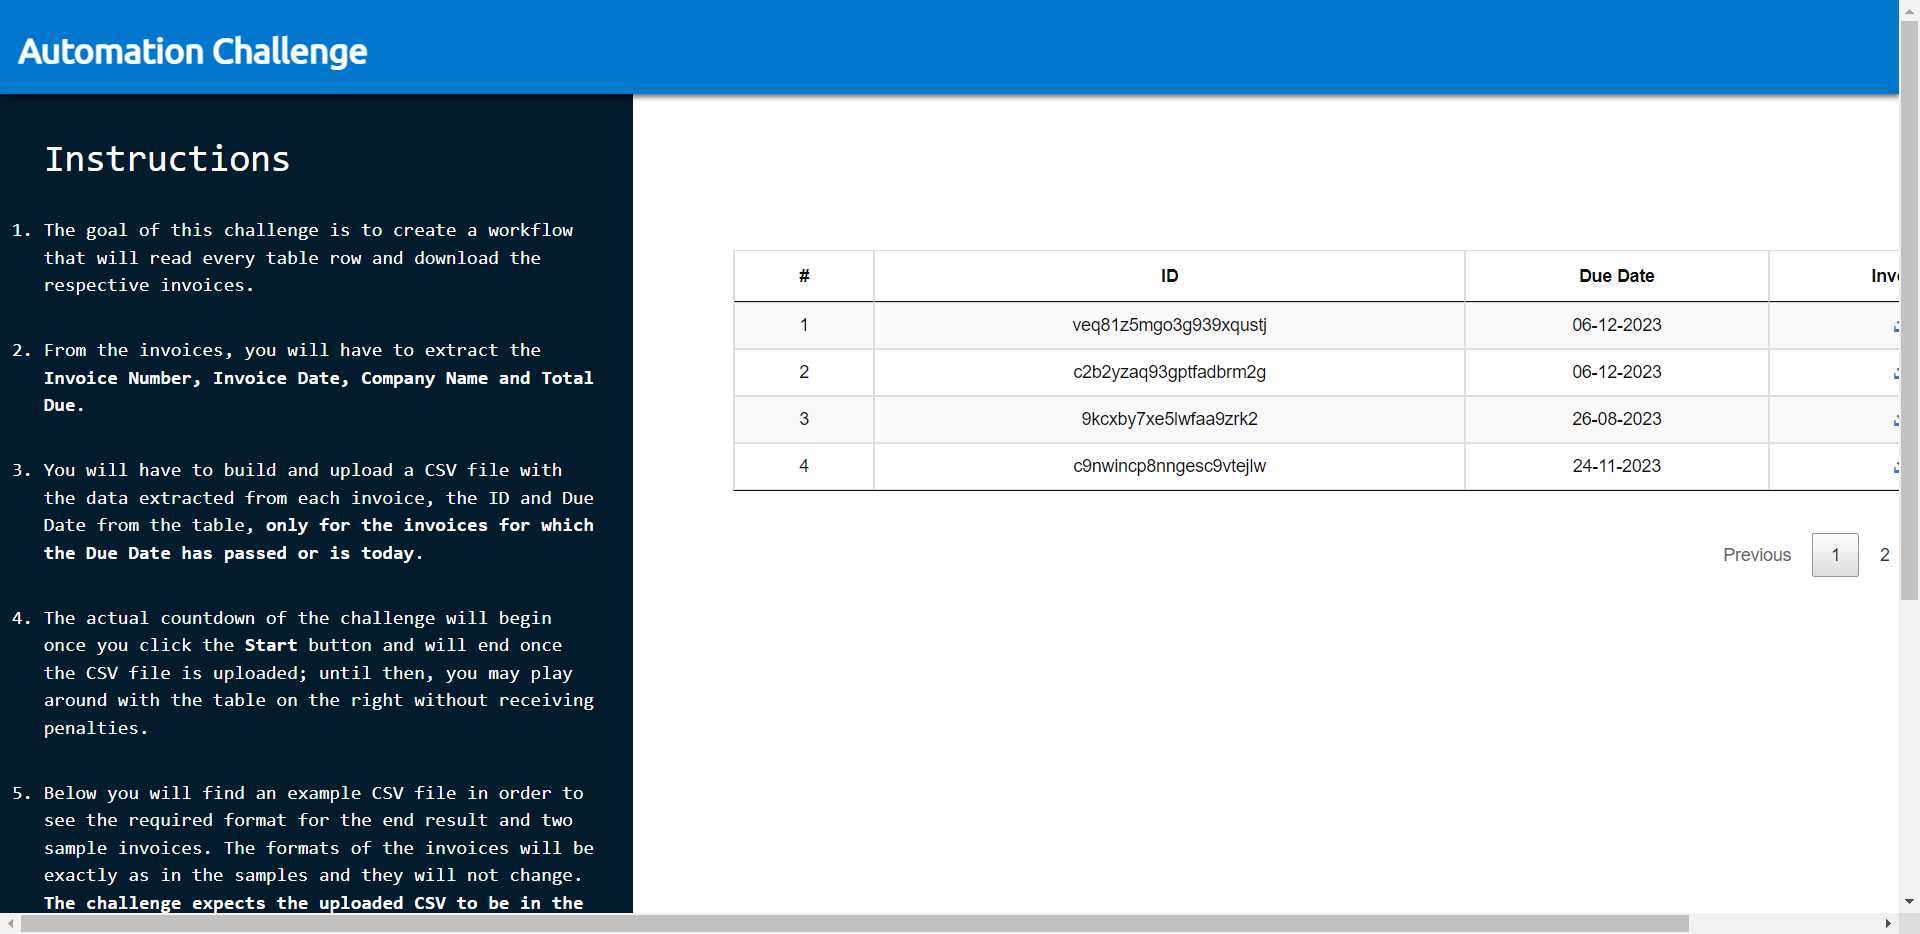 Automation Challenge
Instructions
1. The goal of this challenge is to create a workflow
that will read every table row and download the
respective invoices.
2. From the invoices, you will have to extract the
Invoice Number, Invoice Date, Company Name and Total
Due.
3. You will have to build and upload a CSV file with
the data extracted from each invoice, the ID and Due
Date from the table, only for the invoices for which
the Due Date has passed or is today.
4. The actual countdown of the challenge will begin
once you click the Start button and will end once
the CSV file is uploaded; until then, you may play
around with the table on the right without receiving
penalties.
5. Below you will find an example CSV file in order to
see the required format for the end result and two
sample invoices. The formats of the invoices will be
exactly as in the samples and they will not change.
The challenge expects the uploaded CSV to be in the
# ID Due Date
1 veq81z5mgo3g939xqustj 06-12-2023
2 c2b2yzaq93gptfadbrm2g 06-12-2023
3 9kcxby7xe5lwfaa9zrk2 26-08-2023
4 c9nwincp8nngesc9vtejlw 24-11-2023
Previous 1 2